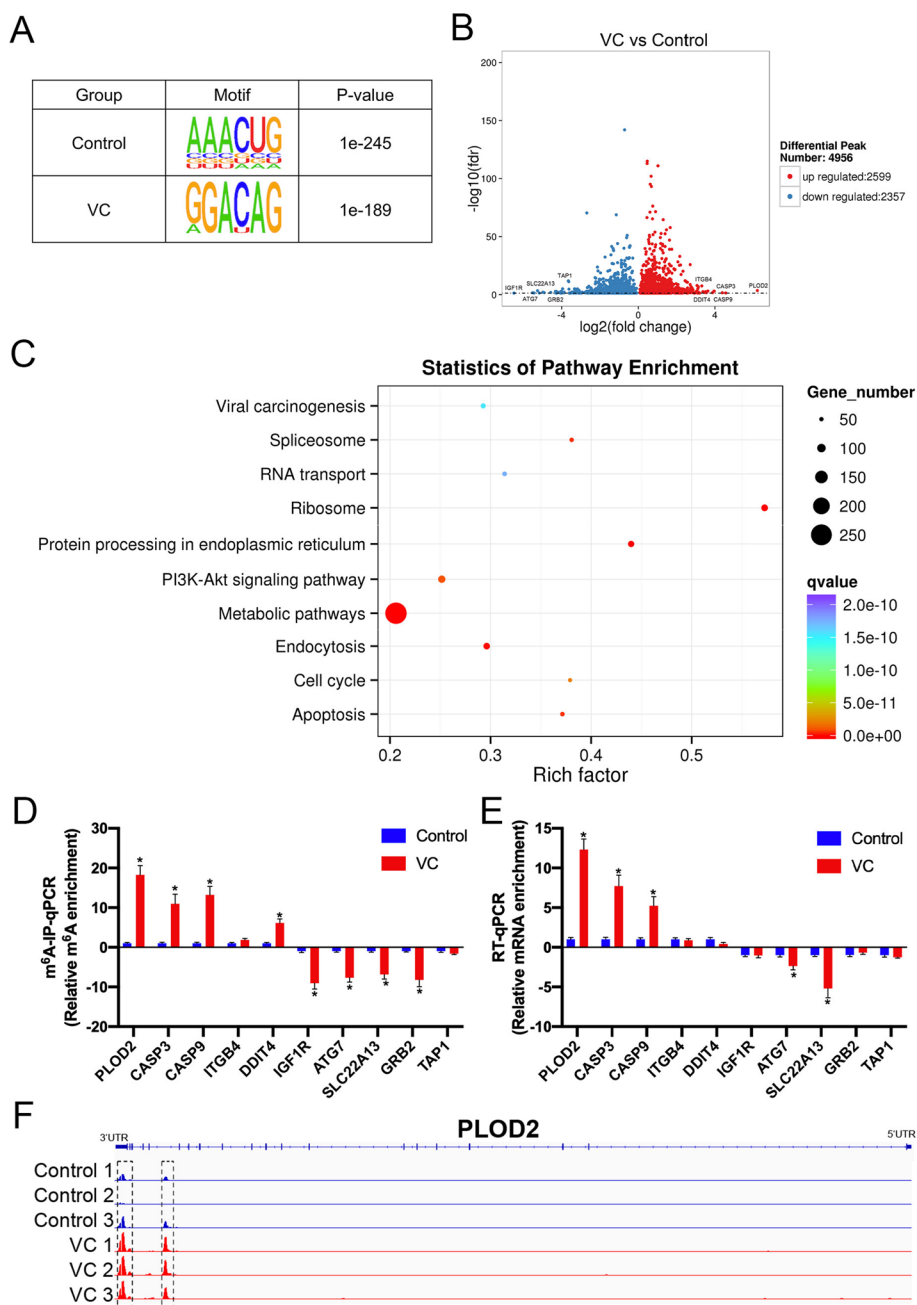 A
Group Motif P-value
Control AAACUG 1e-245
VC GGACAG 1e-189
B
VC vs Control
200
150
100
50
0
-log10(fdr)
-4 0 4
log2(fold change)
IGF1R
SLC22A13
TAP1
ATG7
GRB2
ITGB4
CASP3
PLOD2
DDIT4
CASP9
Differential Peak
Number: 4956
up regulated:2599
down regulated:2357
C
Statistics of Pathway Enrichment
Viral carcinogenesis
Spliceosome
RNA transport
Ribosome
Protein processing in endoplasmic reticulum
PI3K-Akt signaling pathway
Metabolic pathways
Endocytosis
Cell cycle
Apoptosis
0.2 0.3 0.4 0.5
Rich factor
Gene_number
50
100
150
200
250
qvalue
2.0e-10
1.5e-10
1.0e-10
5.0e-11
0.0e+00
D
m6A-IP-qPCR
(Relative m6A enrichment)
30
20
10
0
-10
-20
Control
VC
* * * * * * * *
PLOD2
CASP3
CASP9
ITGB4
DDIT4
IGF1R
ATG7
SLC22A13
GRB2
TAP1
E
RT-qPCR
(Relative mRNA enrichment)
15
10
5
0
-5
-10
Control
VC
* * * * *
PLOD2
CASP3
CASP9
ITGB4
DDIT4
IGF1R
ATG7
SLC22A13
GRB2
TAP1
F
PLOD2
3'UTR 5'UTR
Control 1
Control 2
Control 3
VC 1
VC 2
VC 3